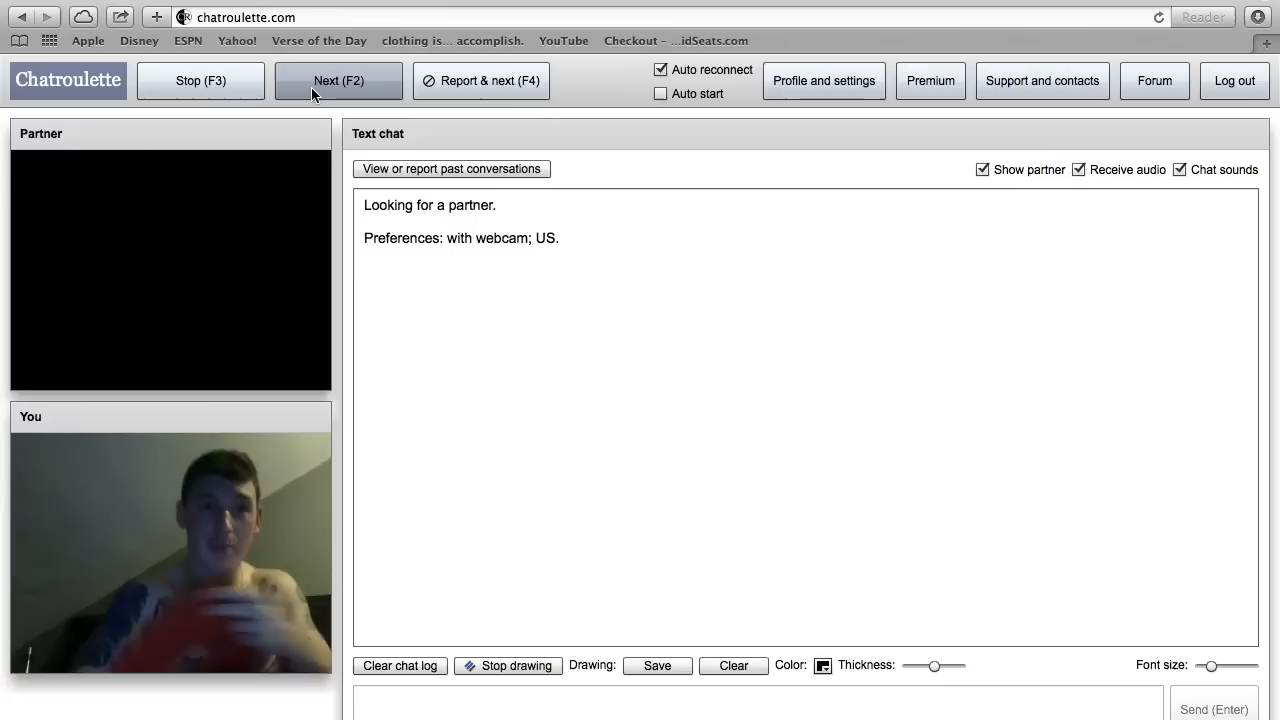 chatroulette.com
Reader
Apple Disney ESPN Yahoo! Verse of the Day clothing is... accomplish. YouTube Checkout - ...idSeats.com
Chatroulette
Stop (F3)
Next (F2)
Report & next (F4)
Auto reconnect
Auto start
Profile and settings
Premium
Support and contacts
Forum
Log out
Partner
Text chat
View or report past conversations
Show partner
Receive audio
Chat sounds
Looking for a partner.
Preferences: with webcam; US.
You
Clear chat log
Stop drawing
Drawing:
Save
Clear
Color:
Thickness:
Font size:
Send (Enter)